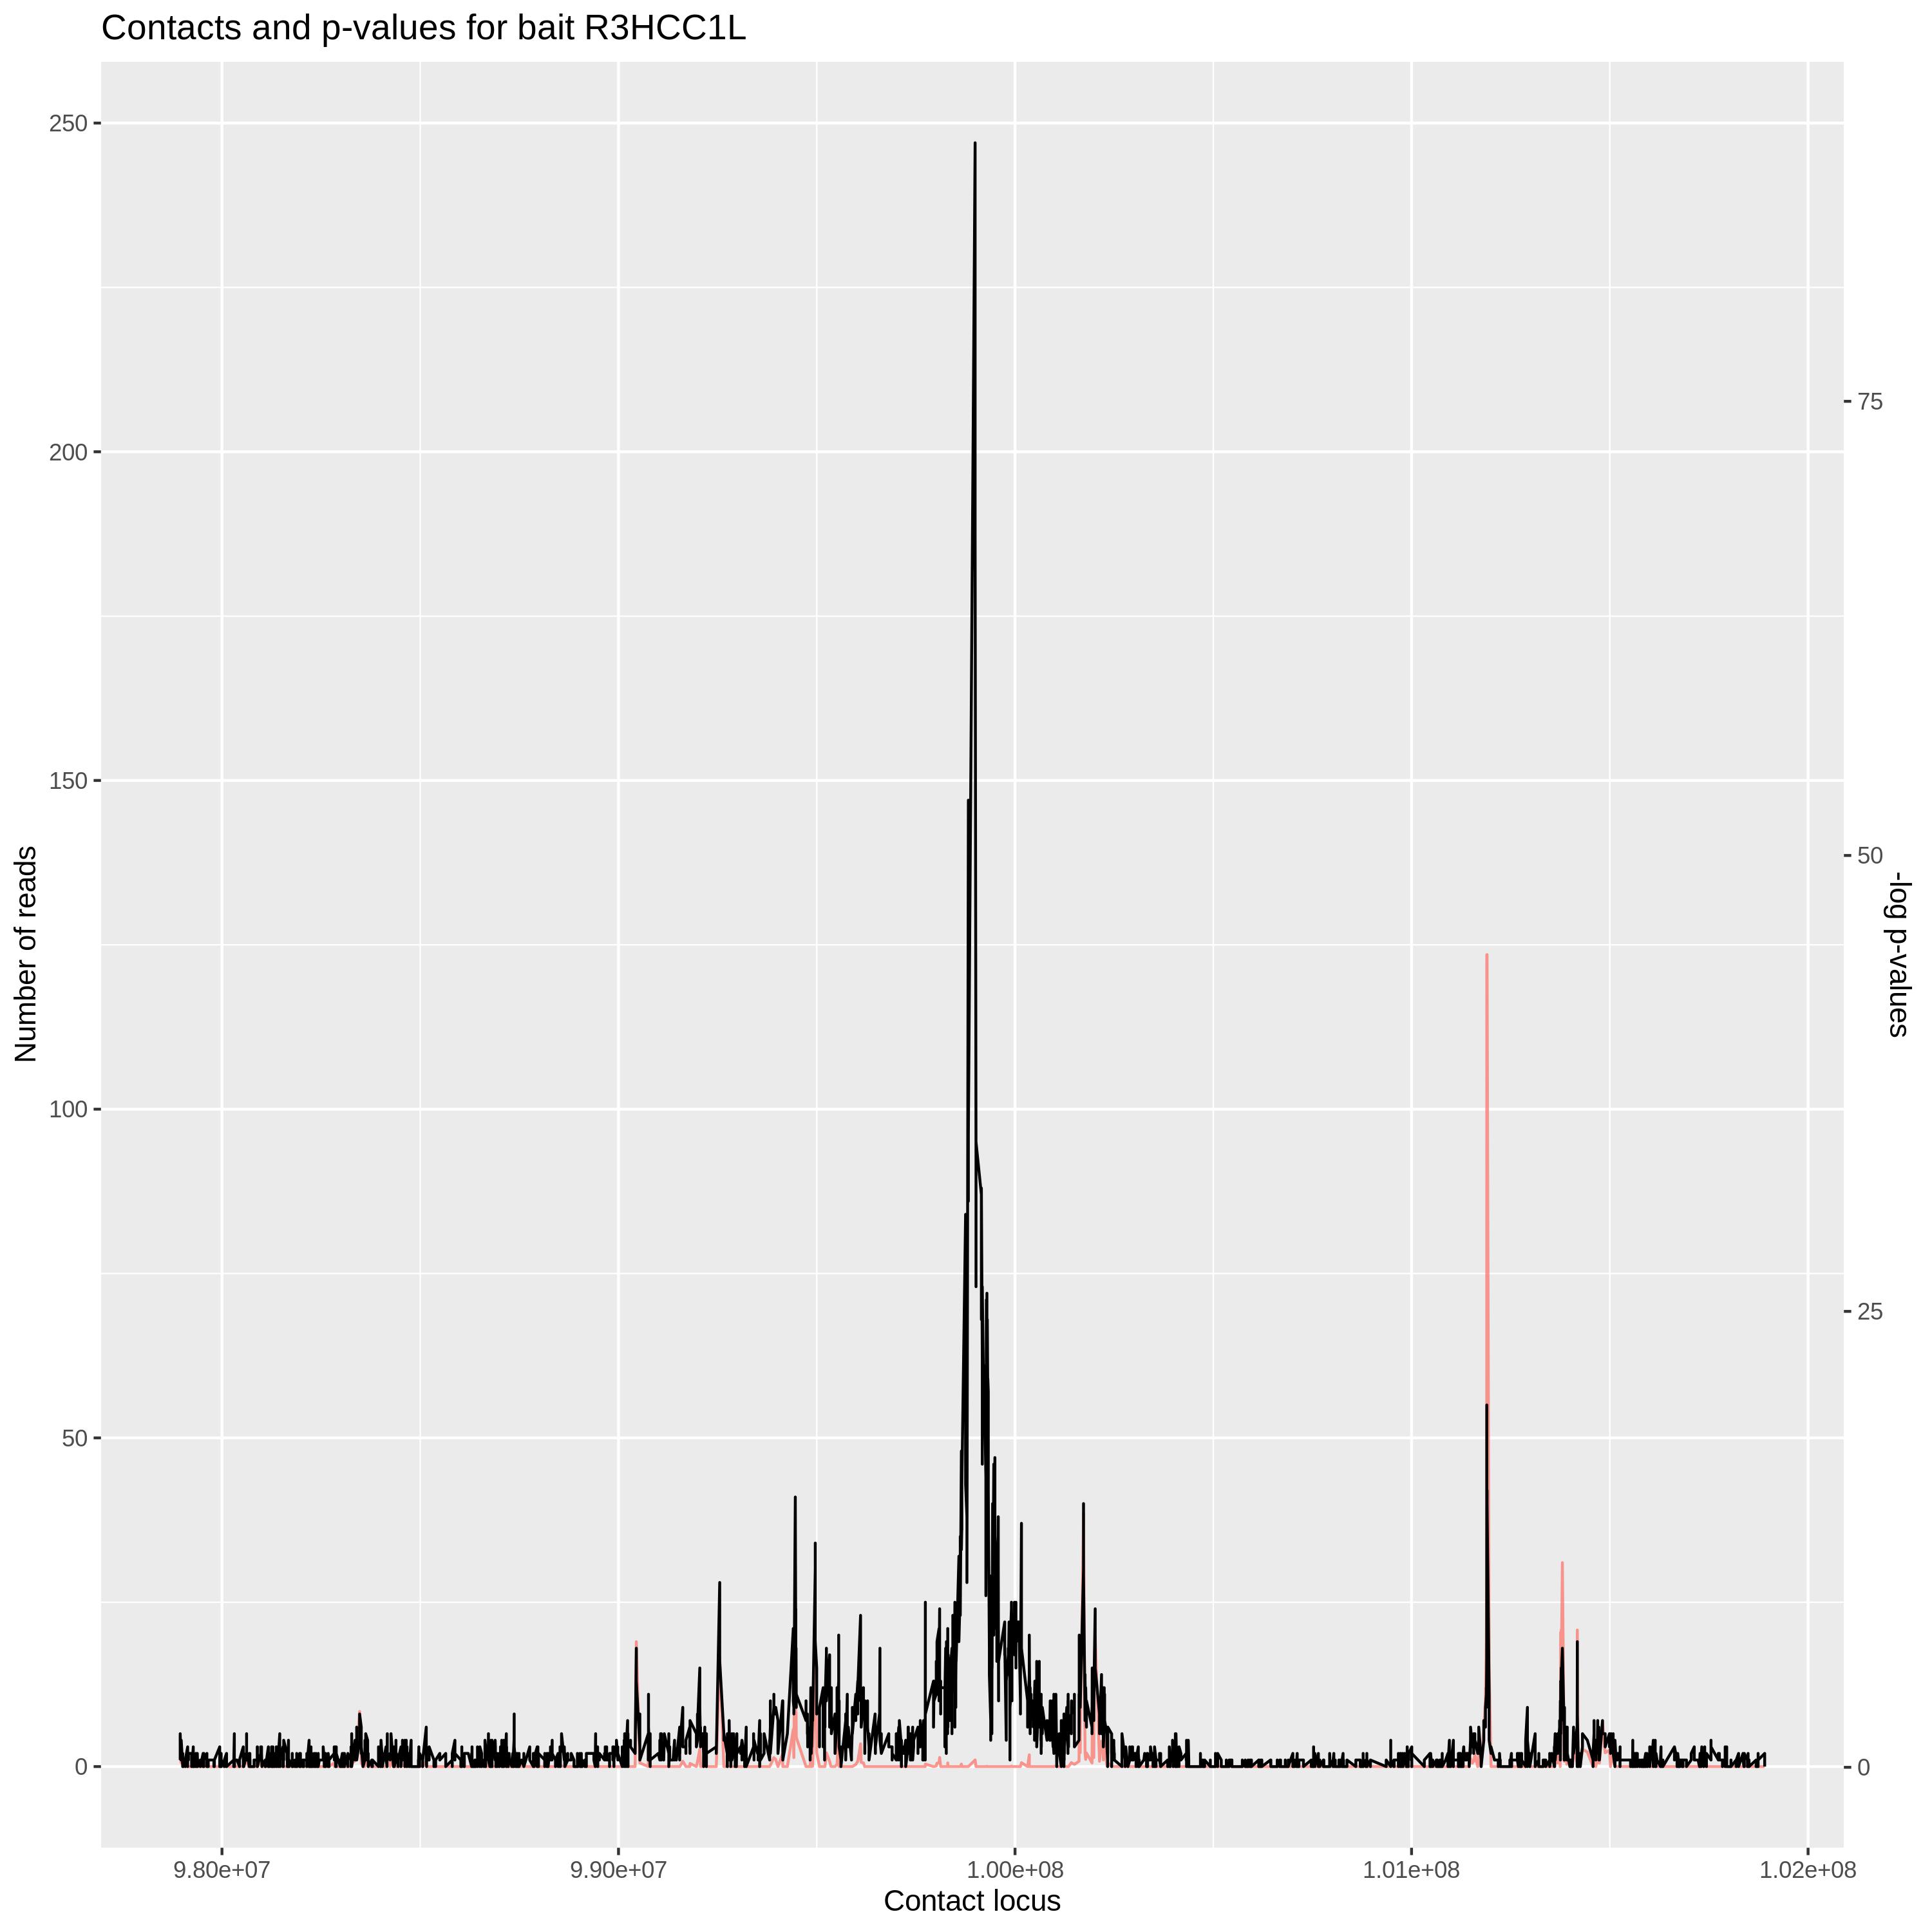 Contacts and p-values for bait R3HCC1L
250
200
150
100
50
0
Number of reads
75
50
25
0
-log p-values
9.80e+07 9.90e+07 1.00e+08 1.01e+08 1.02e+08
Contact locus